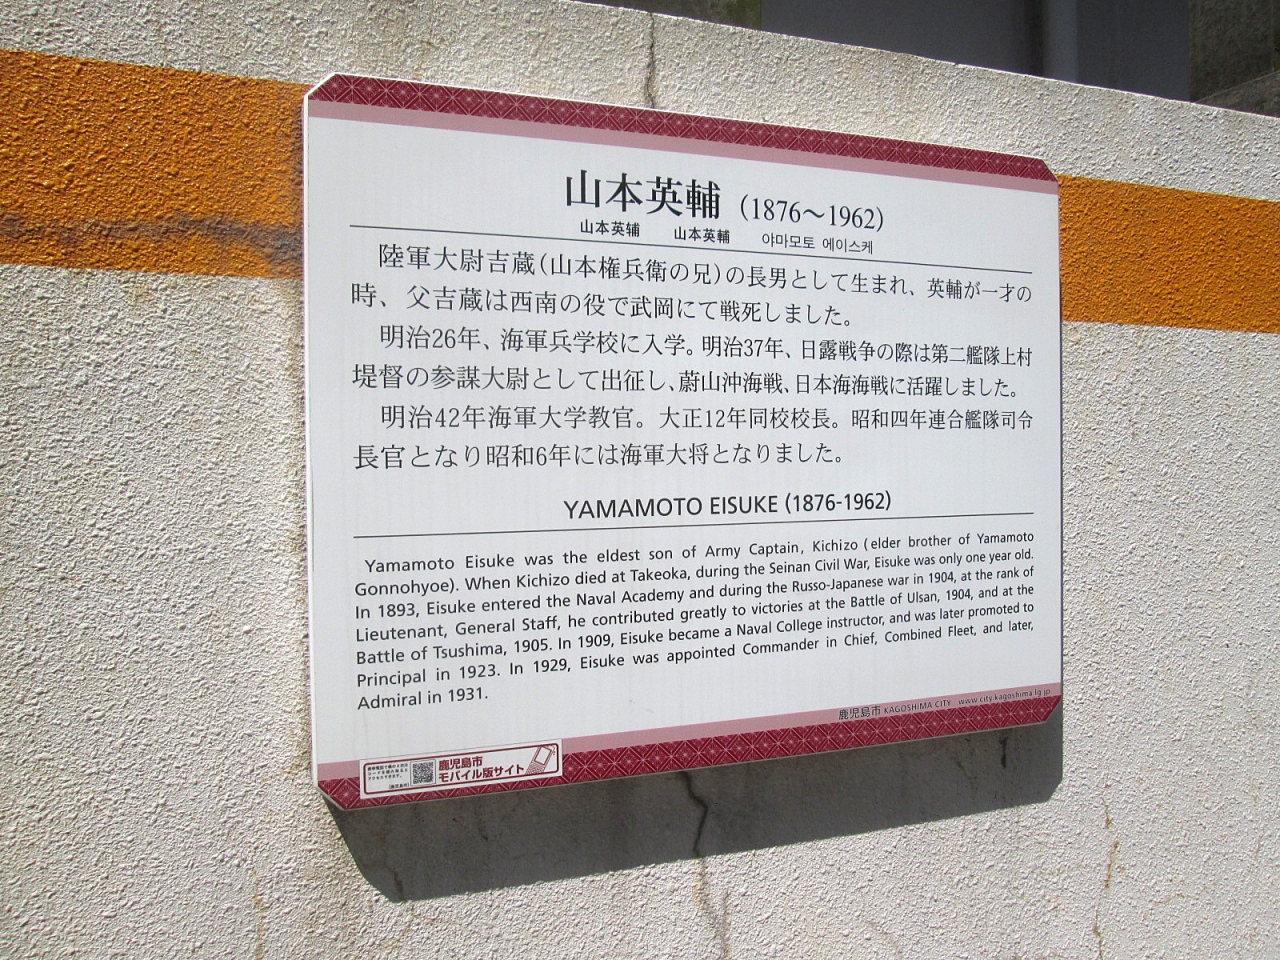 山本英輔(1876〜1962)
山本英辅 山本英輔 야마모토 에이스케
陸軍大尉吉蔵(山本権兵衛の兄)の長男として生まれ、英輔が一才の
時、父吉蔵は西南の役で武岡にて戦死しました。
明治26年、海軍兵学校に入学。明治37年、日露戦争の際は第二艦隊上村
堤督の参謀大尉として出征し、蔚山沖海戦、日本海海戦に活躍しました。
明治42年海軍大学教官。大正12年同校校長。昭和四年連合艦隊司令
長官となり昭和6年には海軍大将となりました。
YAMAMOTO EISUKE (1876-1962)
Yamamoto Eisuke was the eldest son of Army Captain, Kichizo (elder brother of Yamamoto
Gonnohyoe). When Kichizo died at Takeoka, during the Seinan Civil War, Eisuke was only one year old.
In 1893, Eisuke entered the Naval Academy and during the Russo-Japanese war in 1904, at the rank of
Lieutenant, General Staff, he contributed greatly to victories at the Battle of Ulsan, 1904, and at the
Battle of Tsushima, 1905. In 1909, Eisuke became a Naval College instructor, and was later promoted to
Principal in 1923. In 1929, Eisuke was appointed Commander in Chief, Combined Fleet, and later,
Admiral in 1931.
鹿児島市 KAGOSHIMA CITY www.city.kagoshima.lg.jp
鹿児島市
モバイル版サイト